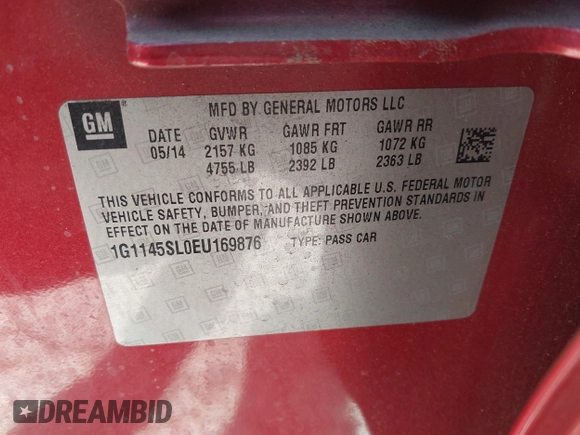 GM
MFD BY GENERAL MOTORS LLC
DATE GVWR GAWR FRT GAWR RR
05/14 2157 KG 1085 KG 1072 KG
4755 LB 2392 LB 2363 LB
THIS VEHICLE CONFORMS TO ALL APPLICABLE U.S. FEDERAL MOTOR
VEHICLE SAFETY, BUMPER, AND THEFT PREVENTION STANDARDS IN
EFFECT ON THE DATE OF MANUFACTURE SHOWN ABOVE.
1G1145SL0EU169876 TYPE: PASS CAR
DREAMBID